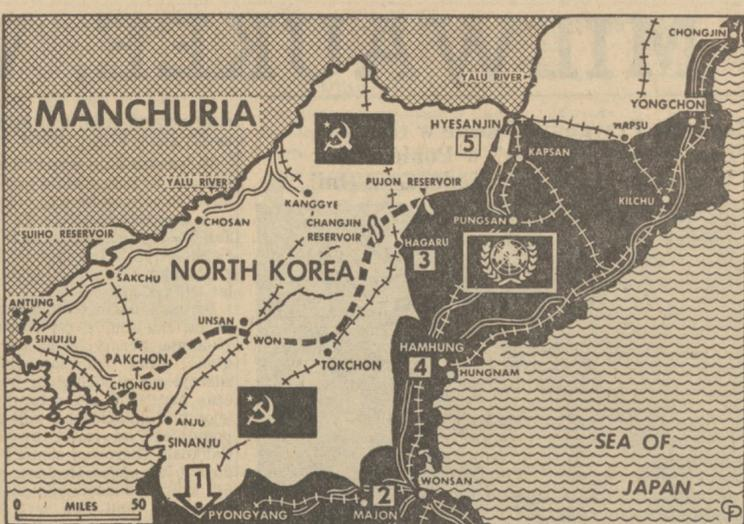 CHONGJIN
YALU RIVER
MANCHURIA
YONGCHON
HYESANJIN
WAPSU
5
KAPSAN
PUJON RESERVOIR
YALU RIVER
KANGGYE
KILCHU
CHOSAN
CHANGJIN
RESERVOIR
PUNGSAN
SUIHO RESERVOIR
HAGARU
3
NORTH KOREA
SAKCHU
ANTUNG
UNSAN
SINUIJU
WON
HAMHUNG
PAKCHON
TOKCHON
4
HUNGNAM
CHONGJU
ANJU
SINANJU
SEA OF
JAPAN
1
WONSAN
2
0 MILES 50
PYONGYANG
MAJON
CP